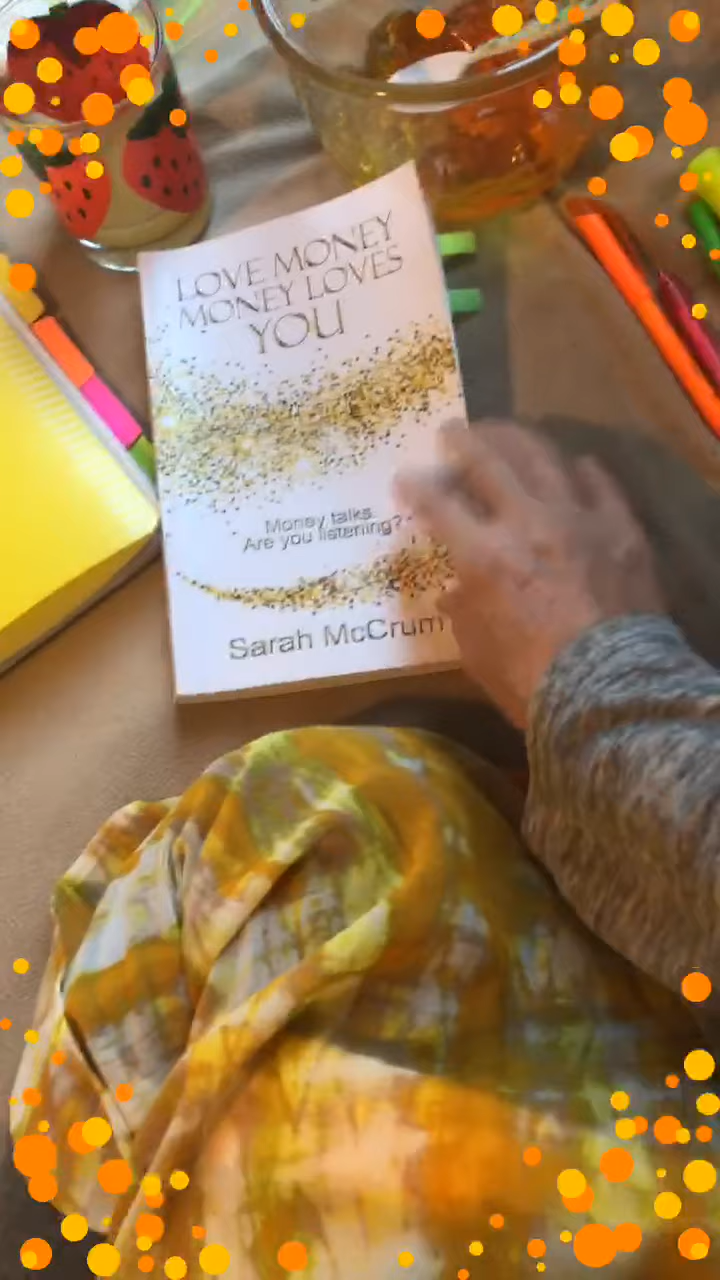 LOVE MONEY
MONEY LOVES
YOU
Money talks.
Are you listening?
Sarah McCrum